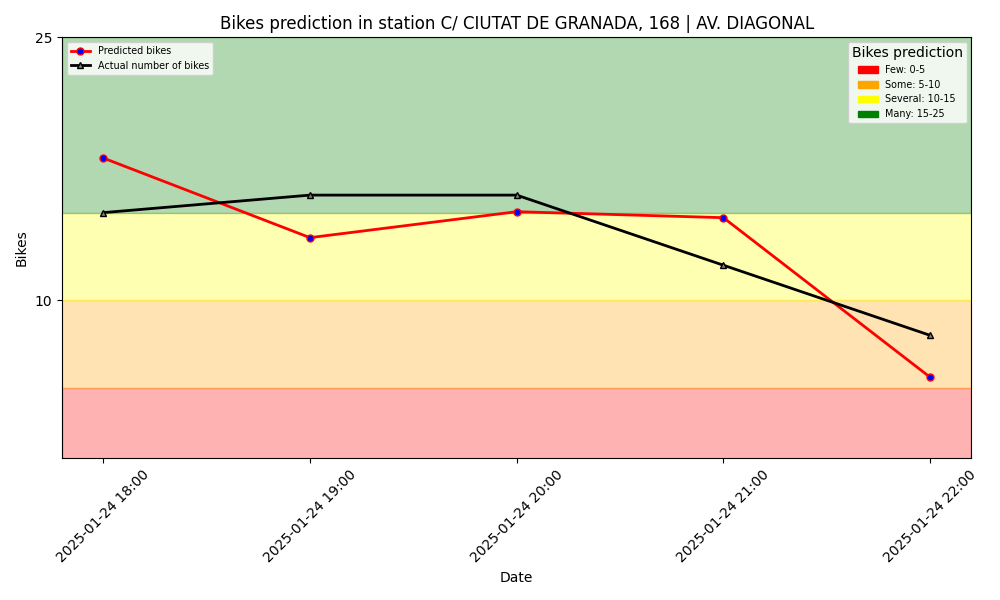 Bikes prediction in station C/ CIUTAT DE GRANADA, 168 | AV. DIAGONAL
25
Predicted bikes
Actual number of bikes
Bikes prediction
Few: 0-5
Some: 5-10
Several: 10-15
Many: 15-25
Bikes
10
2025-01-24 18:00
2025-01-24 19:00
2025-01-24 20:00
2025-01-24 21:00
2025-01-24 22:00
Date